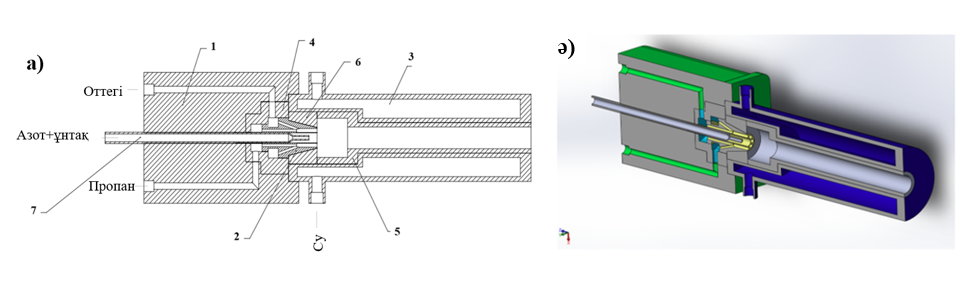 а)
1
4
6
3
ә)
Оттегі
Азот+ұнтақ
Пропан
7
2
Су
5